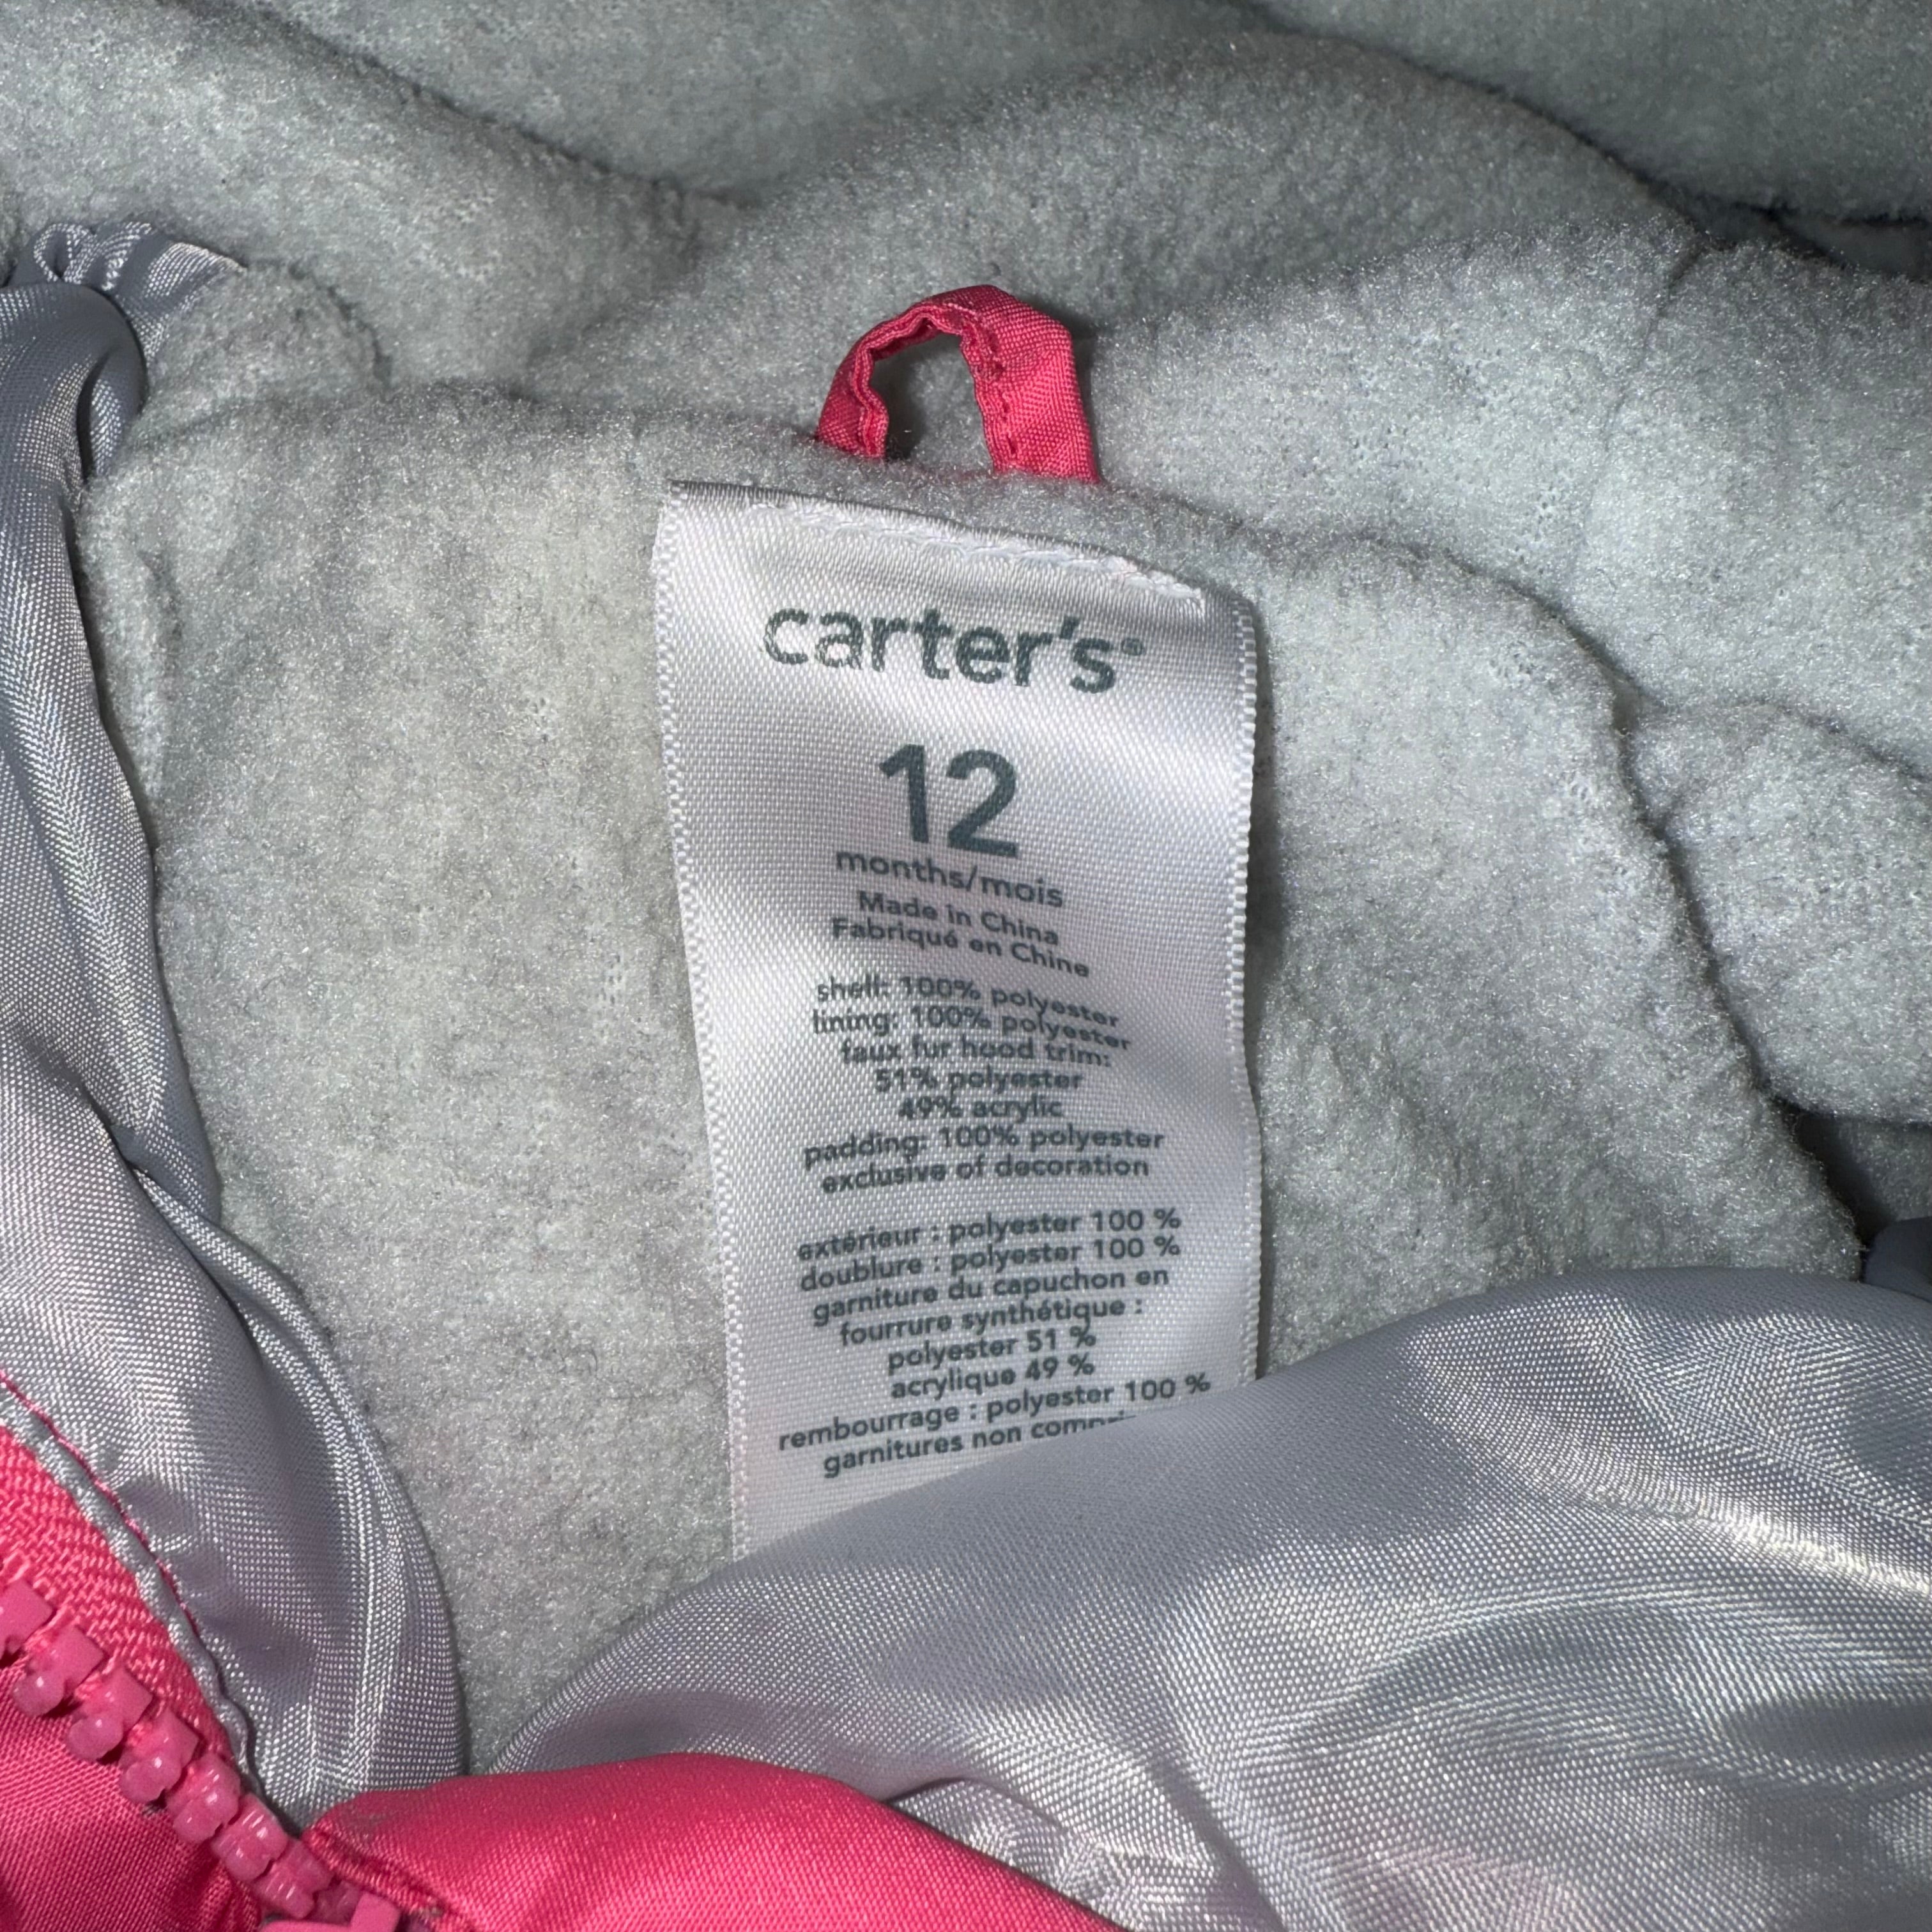 carter's®
12
months/mois
Made in China
Fabriqué en Chine
shell: 100% polyester
lining: 100% polyester
faux fur hood trim:
51% polyester
49% acrylic
padding: 100% polyester
exclusive of decoration
extérieur : polyester 100 %
doublure : polyester 100 %
garniture du capuchon en
fourrure synthétique :
polyester 51 %
acrylique 49 %
rembourrage : polyester 100 %
garnitures non